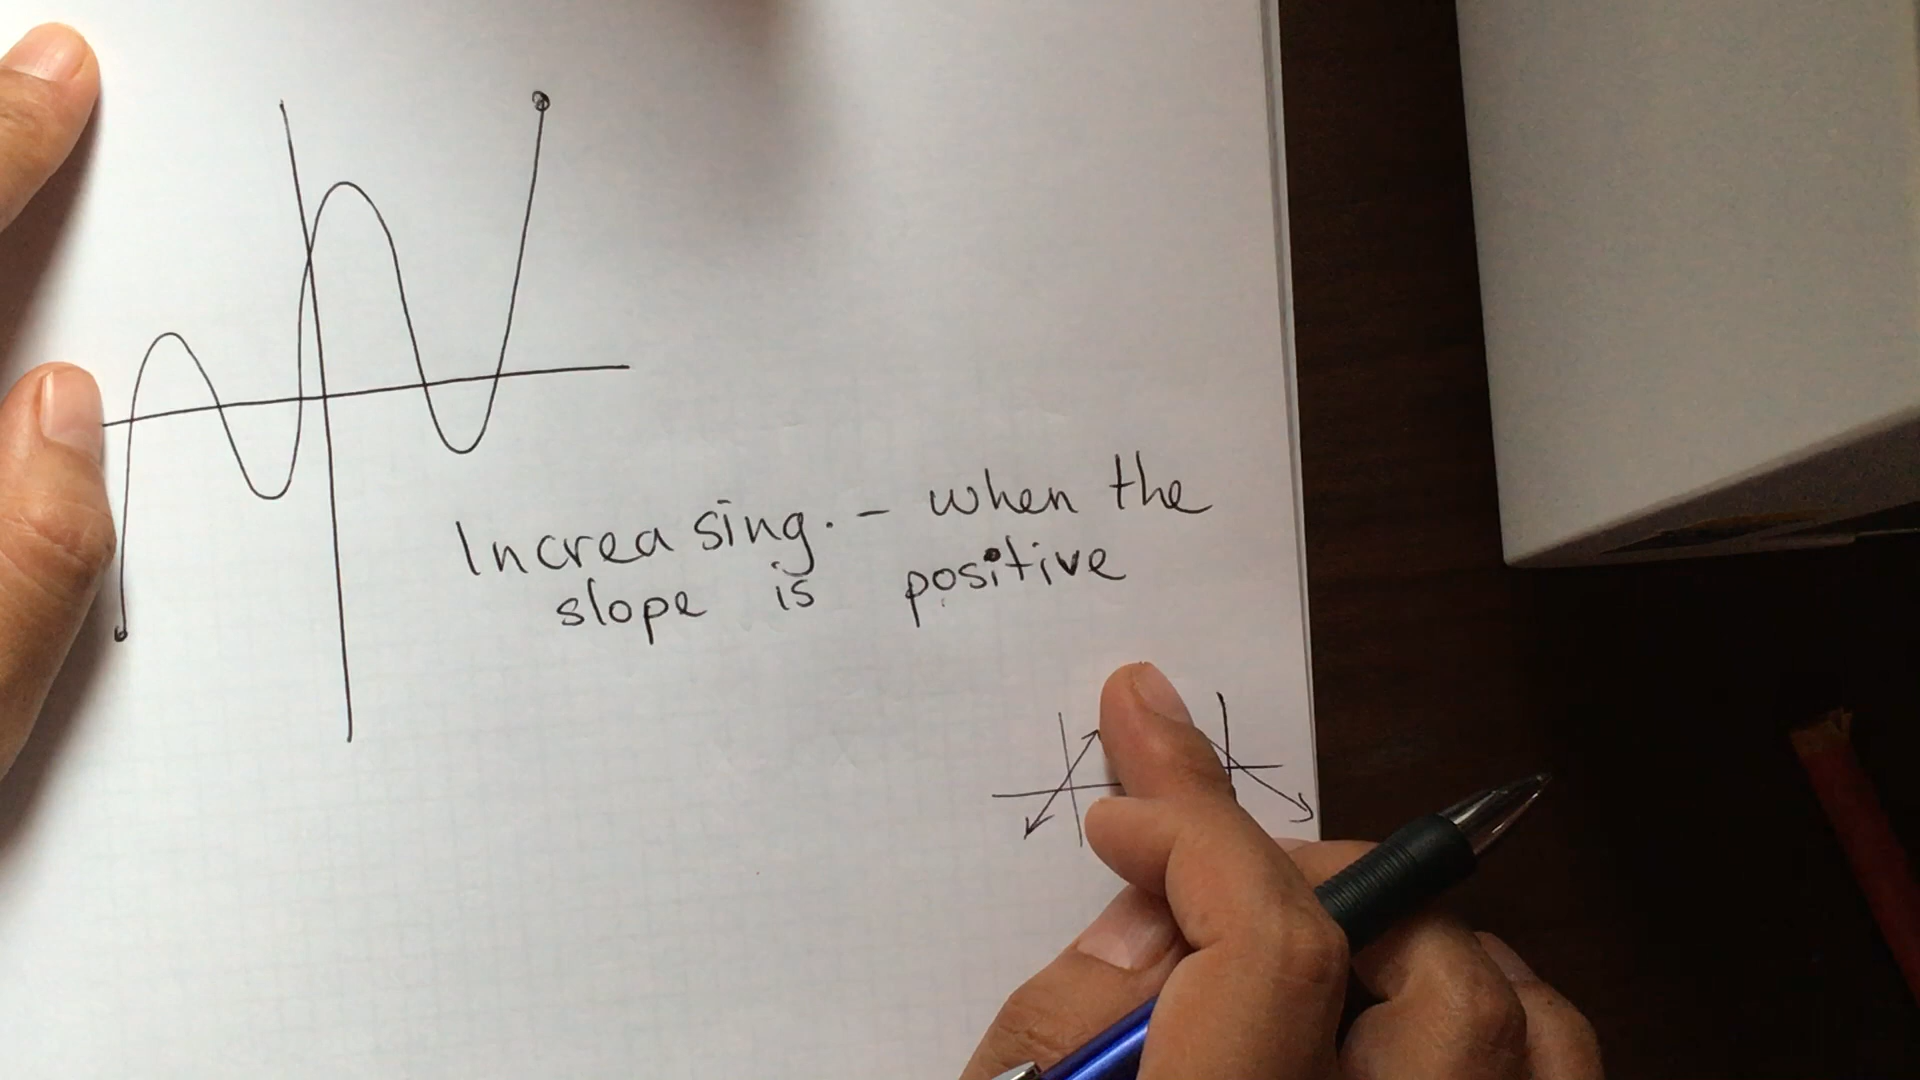 Increasing. - when the
slope is positive